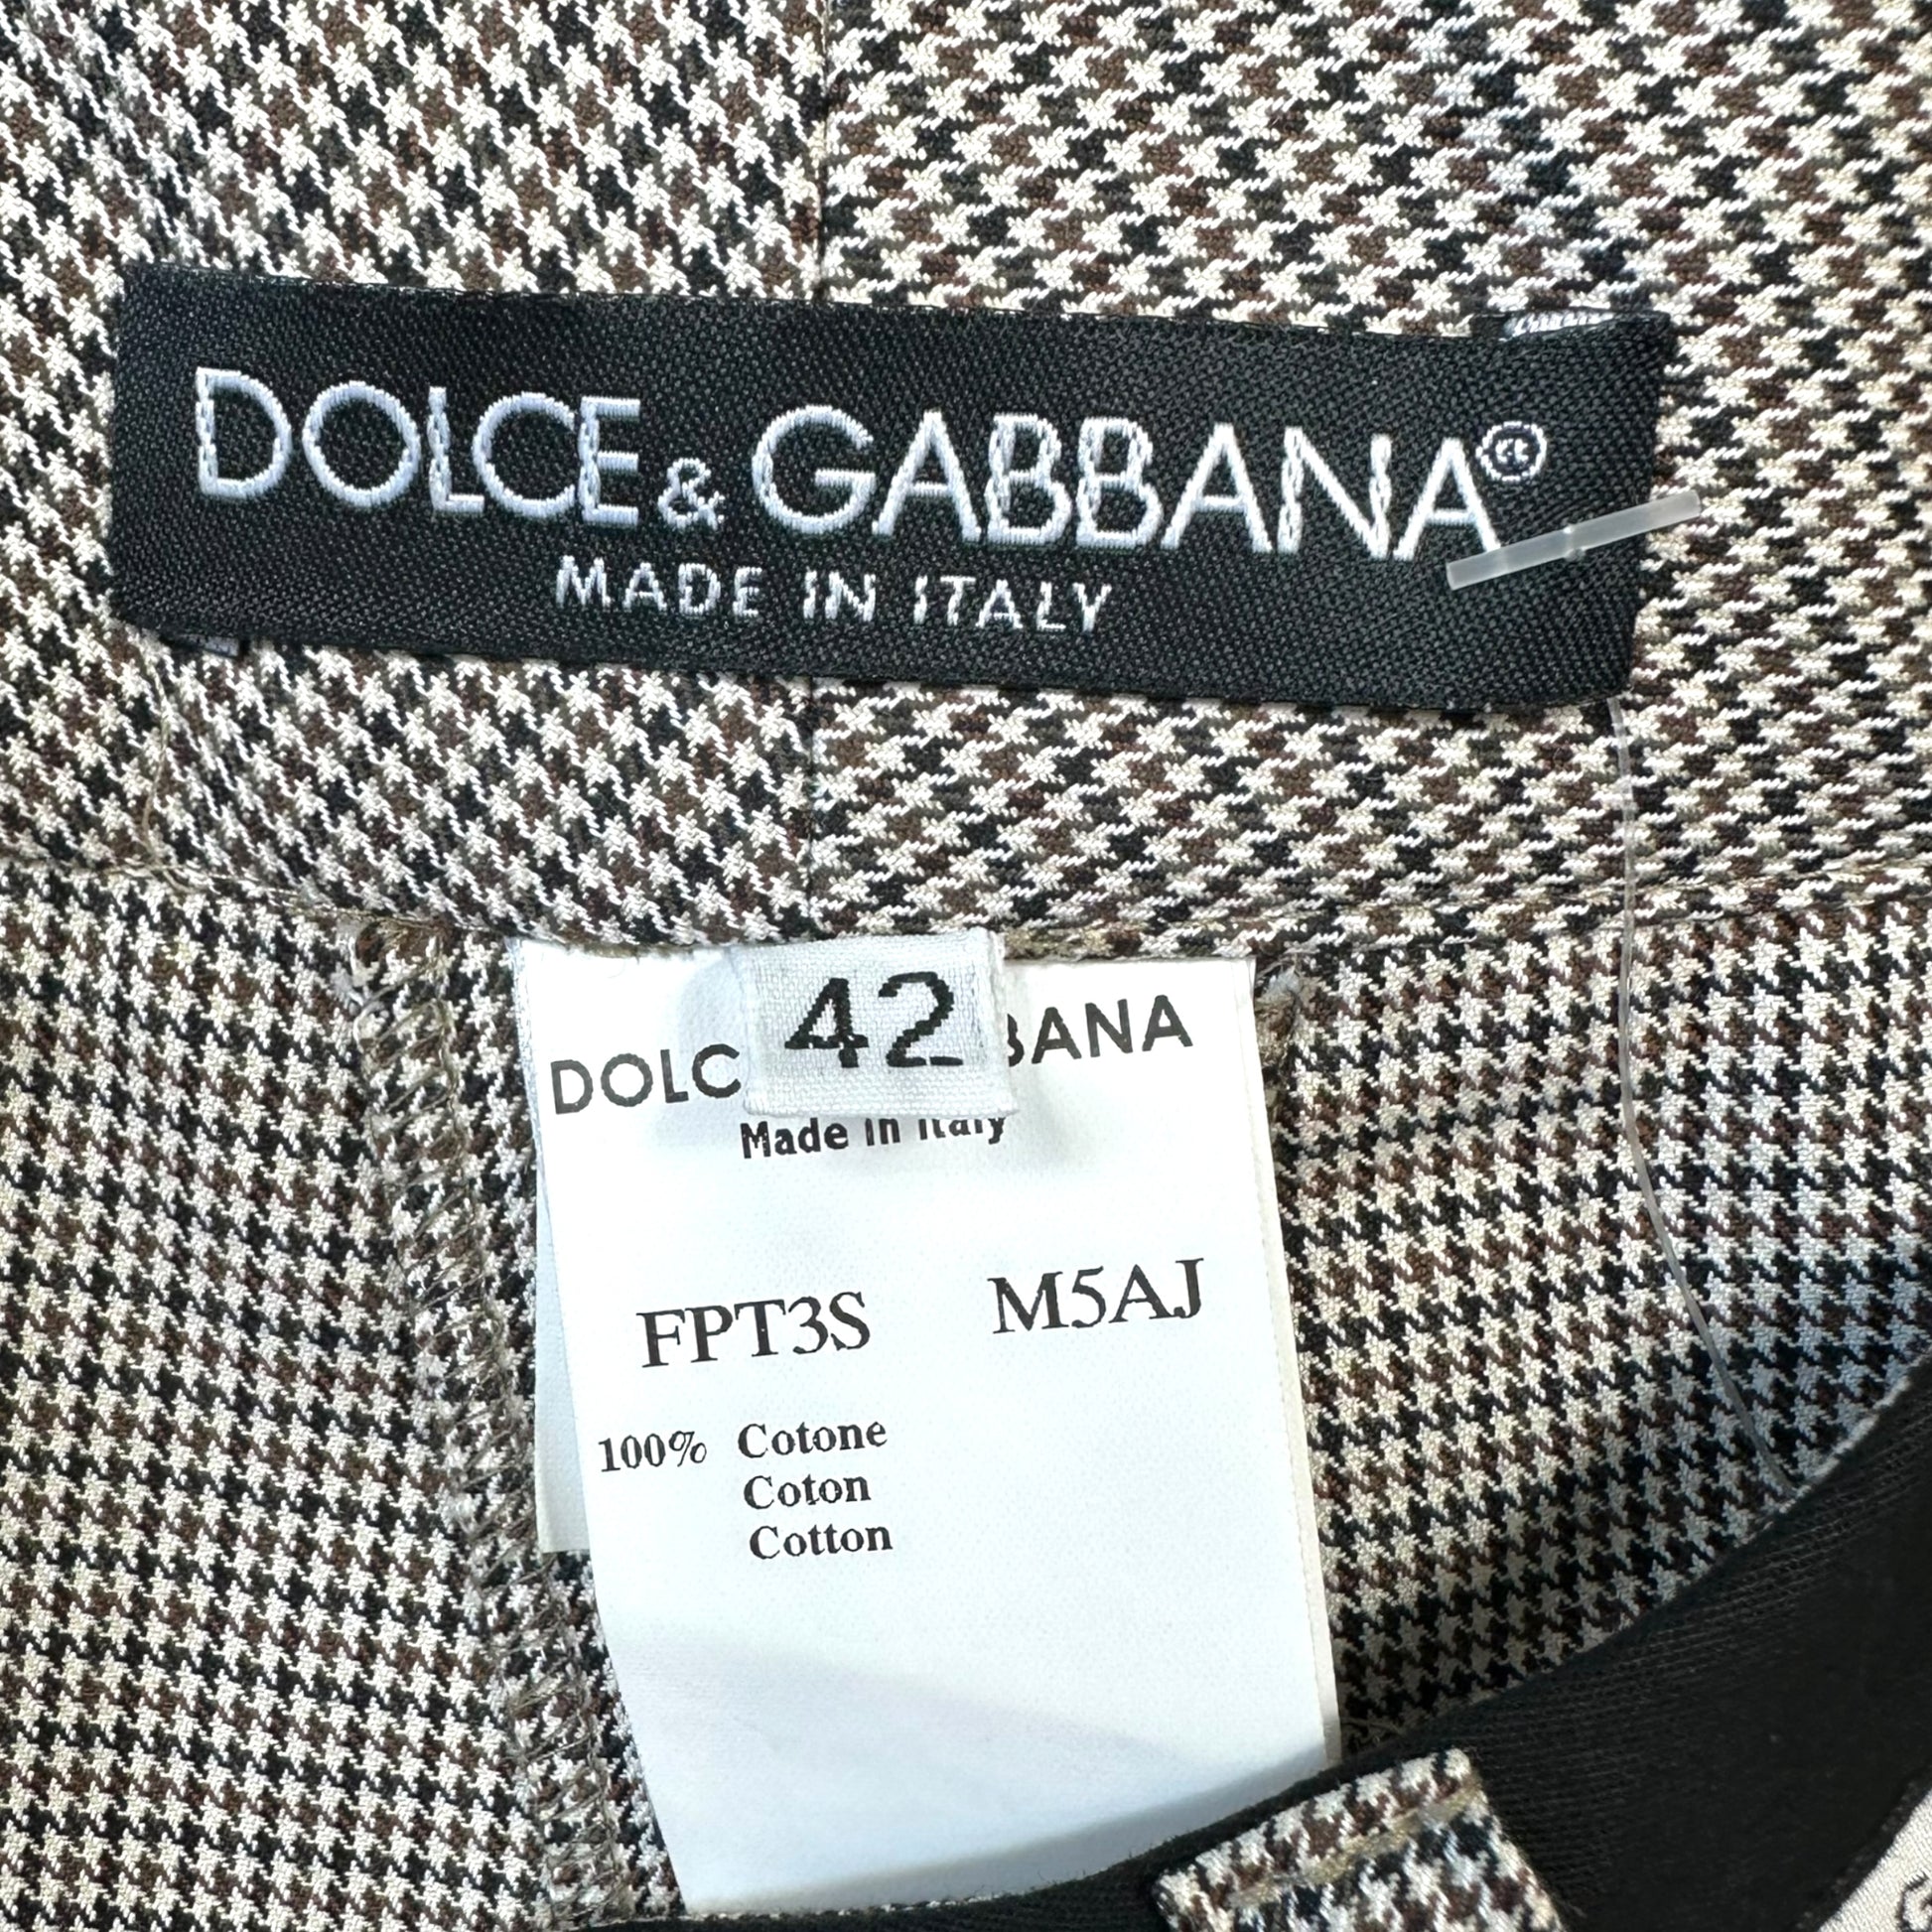 DOLCE & GABBANA®
MADE IN ITALY
42
DOLC BANA
Made in Italy
FPT3S M5AJ
100% Cotone
Coton
Cotton